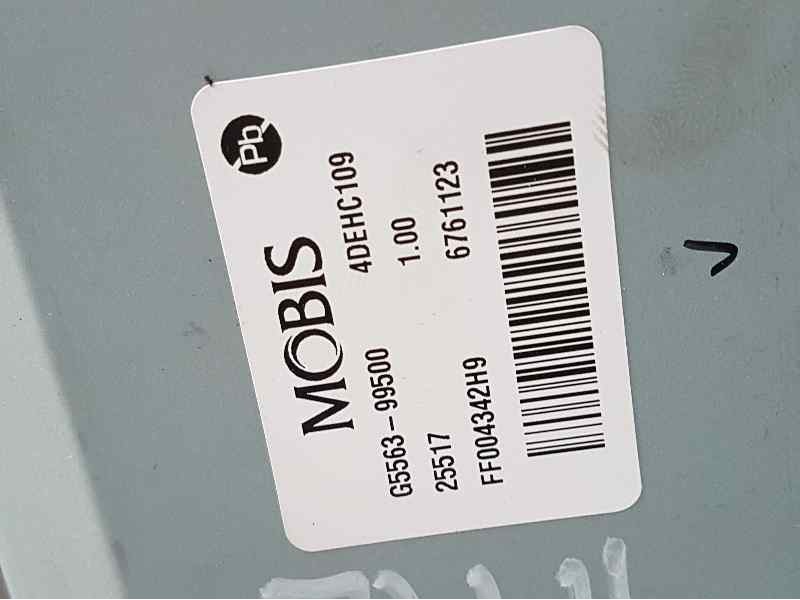 Pb
MOBIS
G5563-99500 4DEHC109
25517 1.00
FF004342H9 6761123